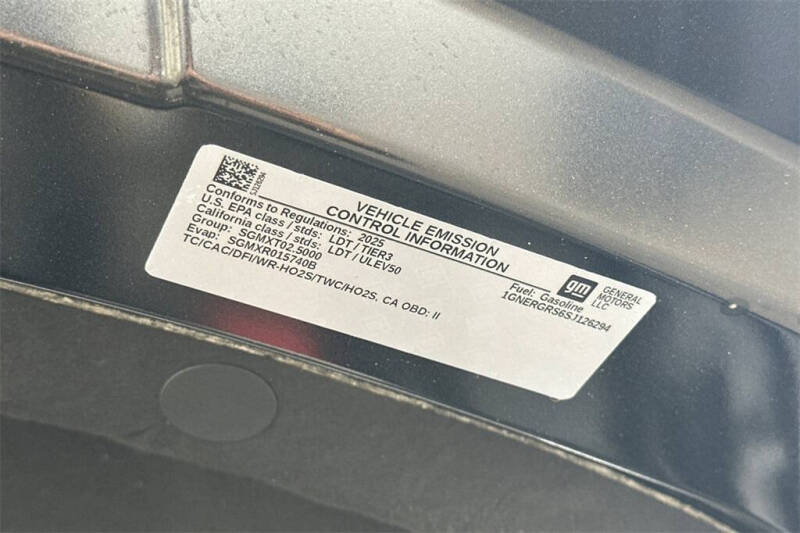 SJ126294
VEHICLE EMISSION
CONTROL INFORMATION
Conforms to Regulations: 2025
U.S. EPA class / stds: LDT / TIER3
California class / stds: LDT / ULEV50
Group: SGMXT02.5000
Evap: SGMXR015740B
TC/CAC/DFI/WR-HO2S/TWC/HO2S, CA OBD: II
gm
GENERAL
MOTORS
LLC
Fuel: Gasoline
1GNERGRS6SJ126294